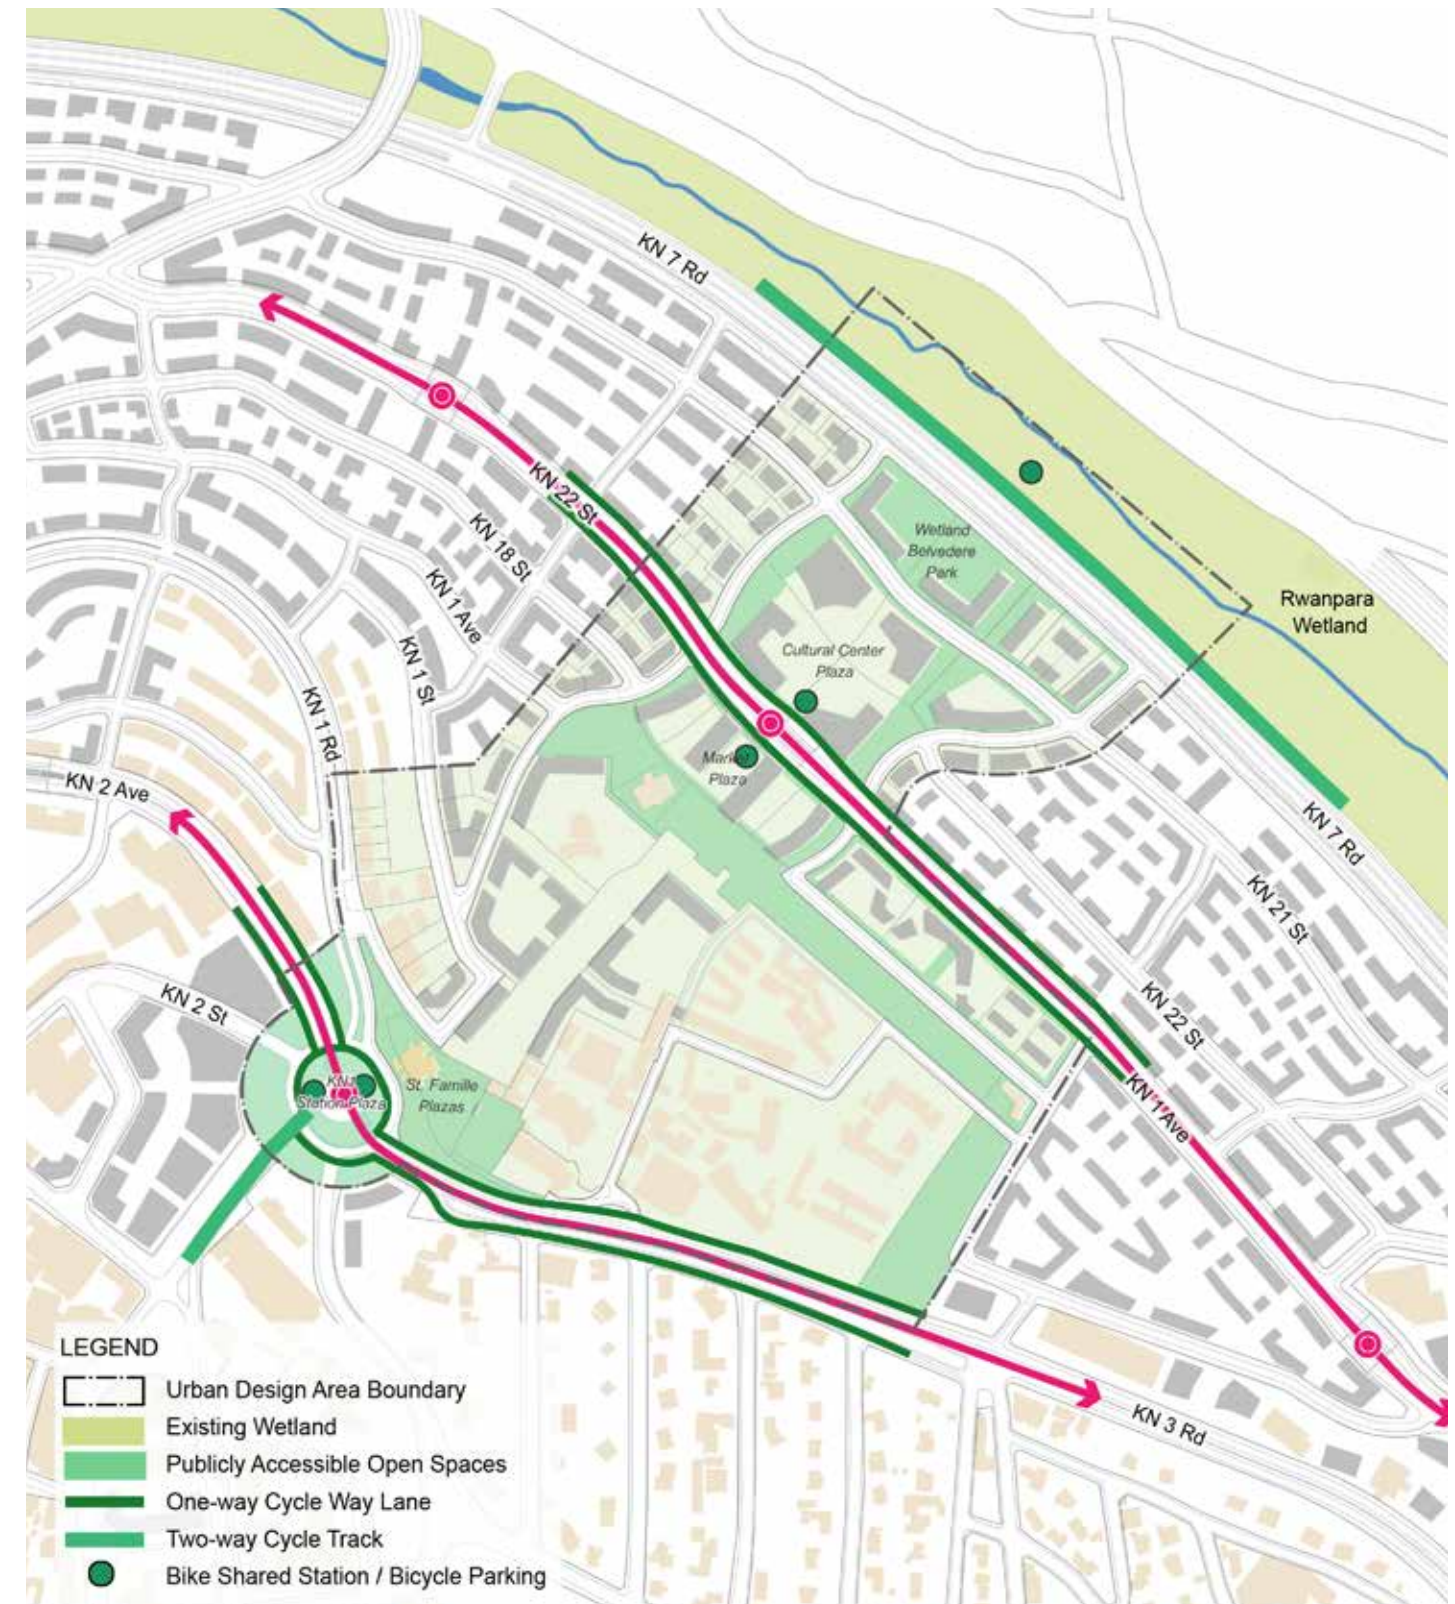 KN 7 Rd
KN 22 St
Wetland
Belvedere
Park
KN 18 St
KN 1 Ave
Rwanpara
Wetland
KN 1 St
Cultural Center
Plaza
KN 1 Rd
Market
Plaza
KN 2 Ave
KN 7 Rd
KN 21 St
KN 2 St
KN 22 St
KN1
Station Plaza
St. Famille
Plazas
KN 1 Ave
KN 3 Rd
LEGEND
Urban Design Area Boundary
Existing Wetland
Publicly Accessible Open Spaces
One-way Cycle Way Lane
Two-way Cycle Track
Bike Shared Station / Bicycle Parking